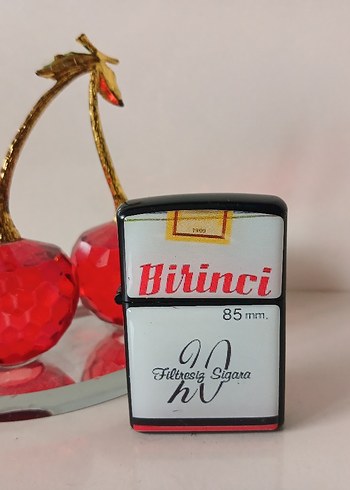 Birinci
85 mm.
20
Filtresiz Sigara